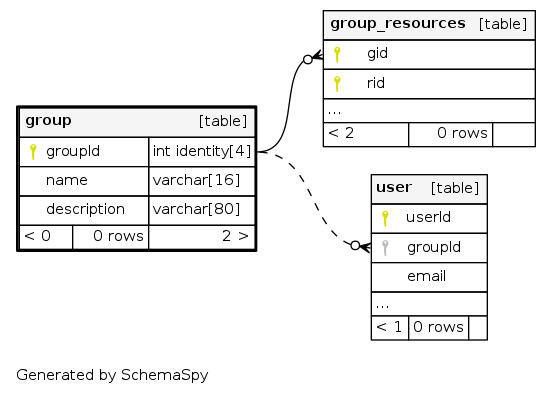 group_resources [table]
gid
rid
...
< 2 0 rows
group [table]
groupId int identity[4]
name varchar[16]
description varchar[80]
< 0 0 rows 2 >
user [table]
userId
groupId
email
...
< 1 0 rows
Generated by SchemaSpy